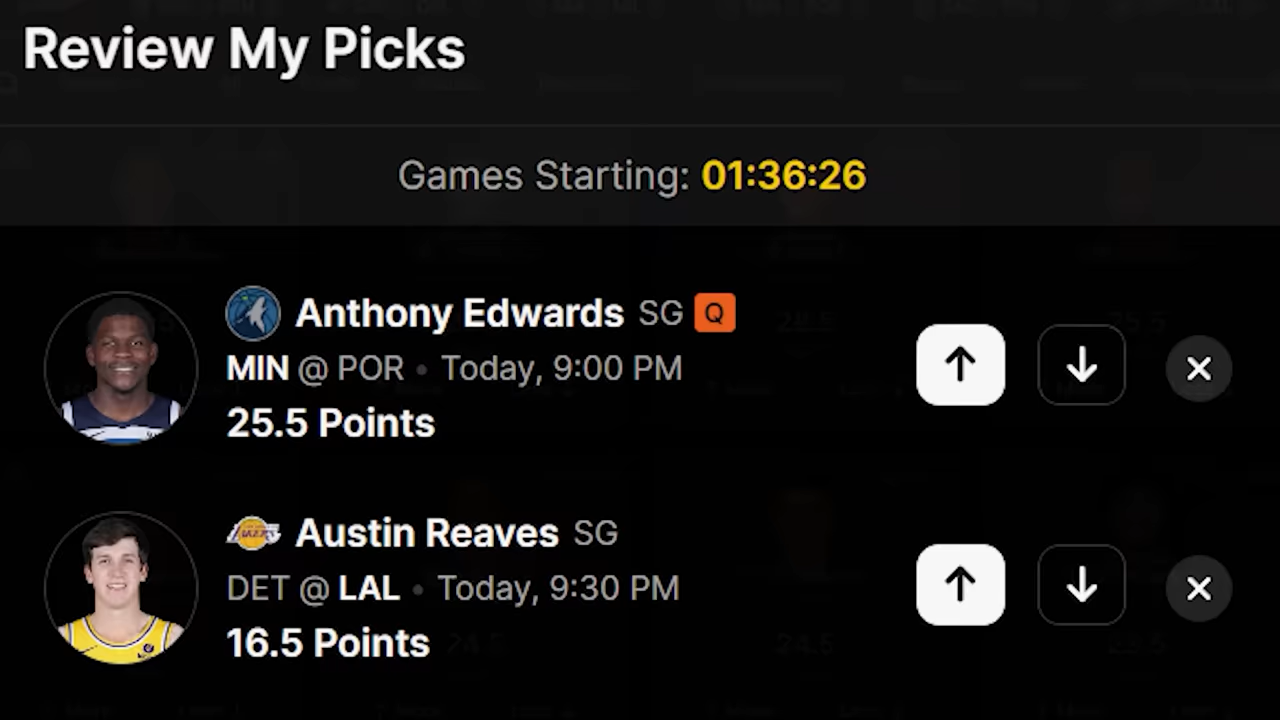 Review My Picks
Games Starting: 01:36:26
Anthony Edwards SG Q
MIN @ POR • Today, 9:00 PM
25.5 Points
Austin Reaves SG
DET @ LAL • Today, 9:30 PM
16.5 Points